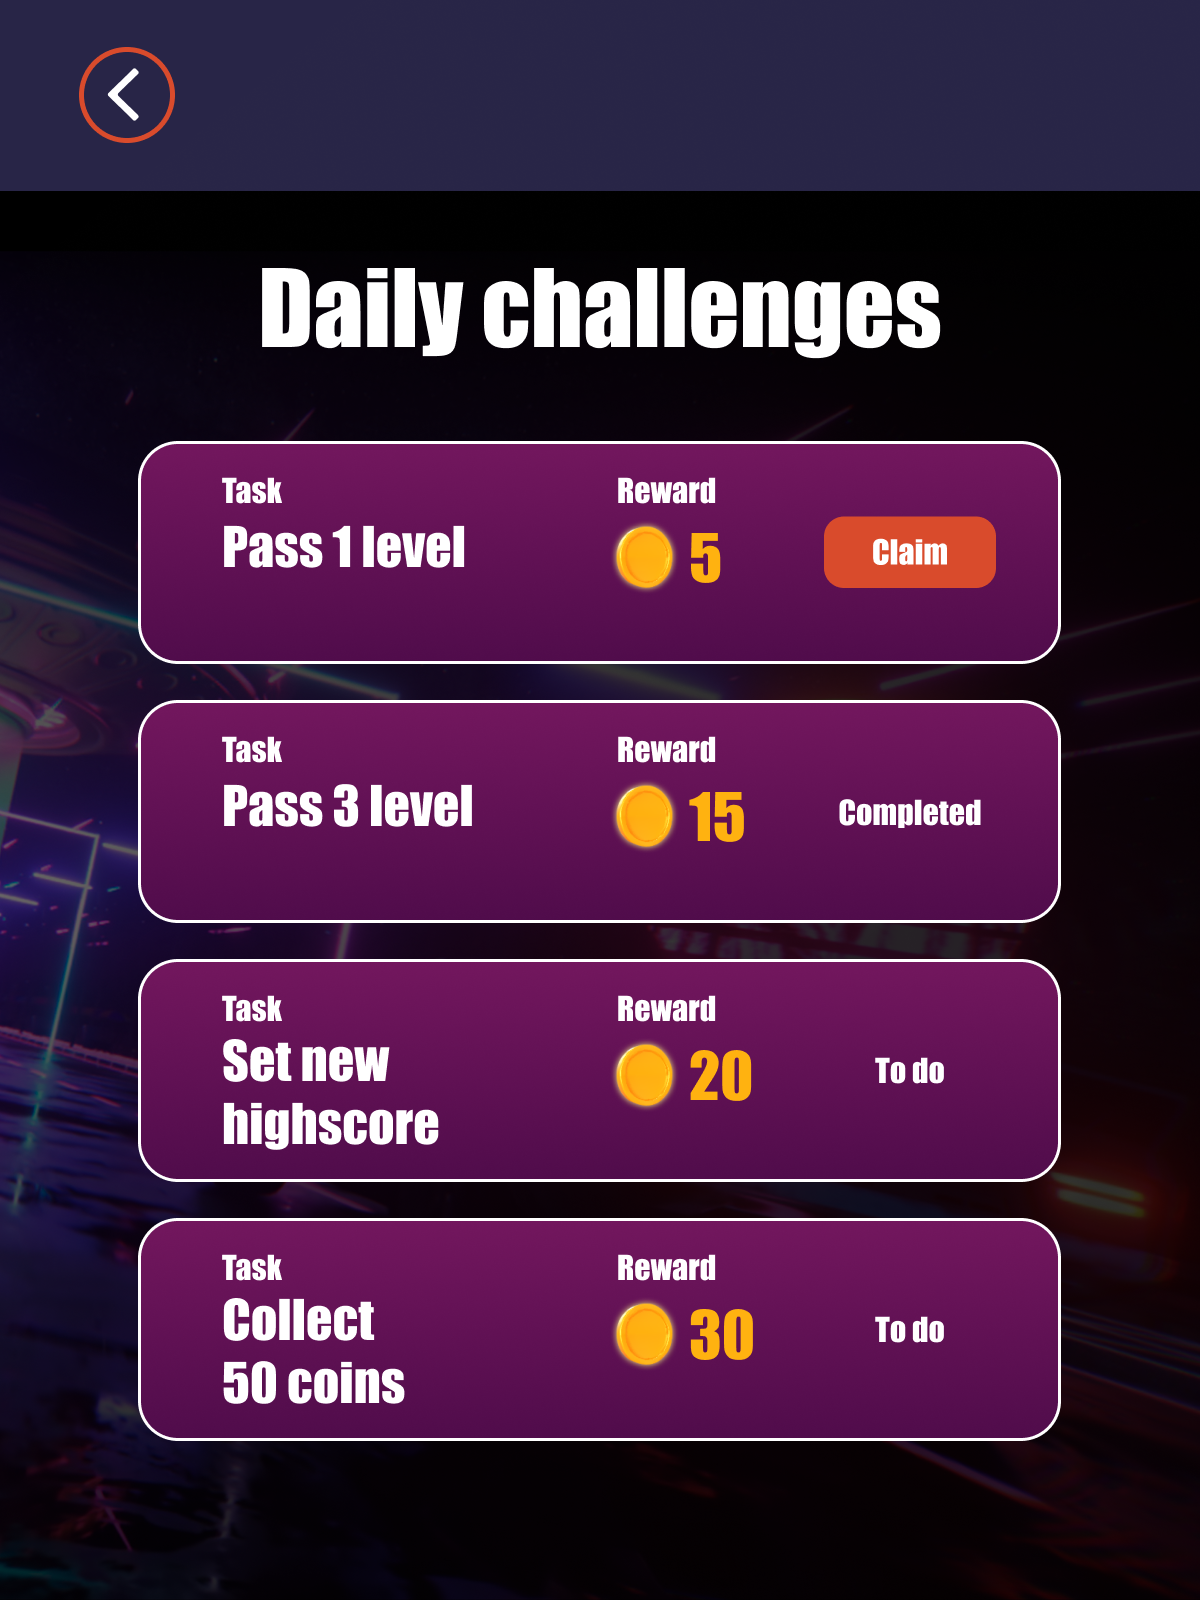 Daily challenges
Task
Reward
Pass 1 level
5
Claim
Task
Reward
Pass 3 level
15
Completed
Task
Reward
Set new
highscore
20
To do
Task
Reward
Collect
50 coins
30
To do